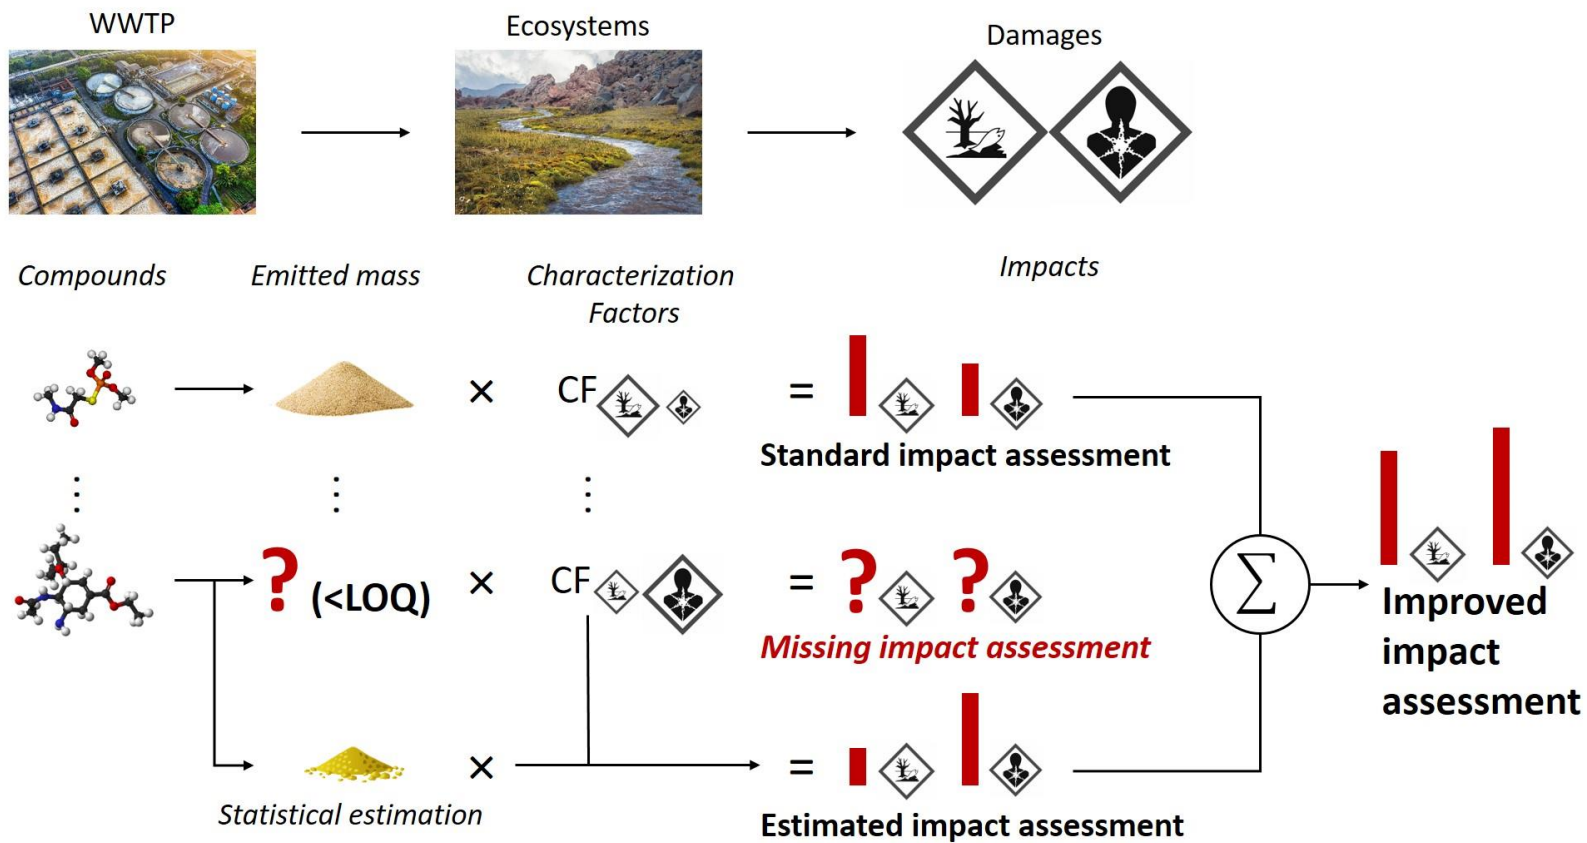 WWTP
Ecosystems
Damages
Compounds
Emitted mass
Characterization
Factors
Impacts
× CF =
Standard impact assessment
? (<LOQ) × CF = ? ?
Missing impact assessment
× =
Statistical estimation
Estimated impact assessment
Σ
Improved
impact
assessment